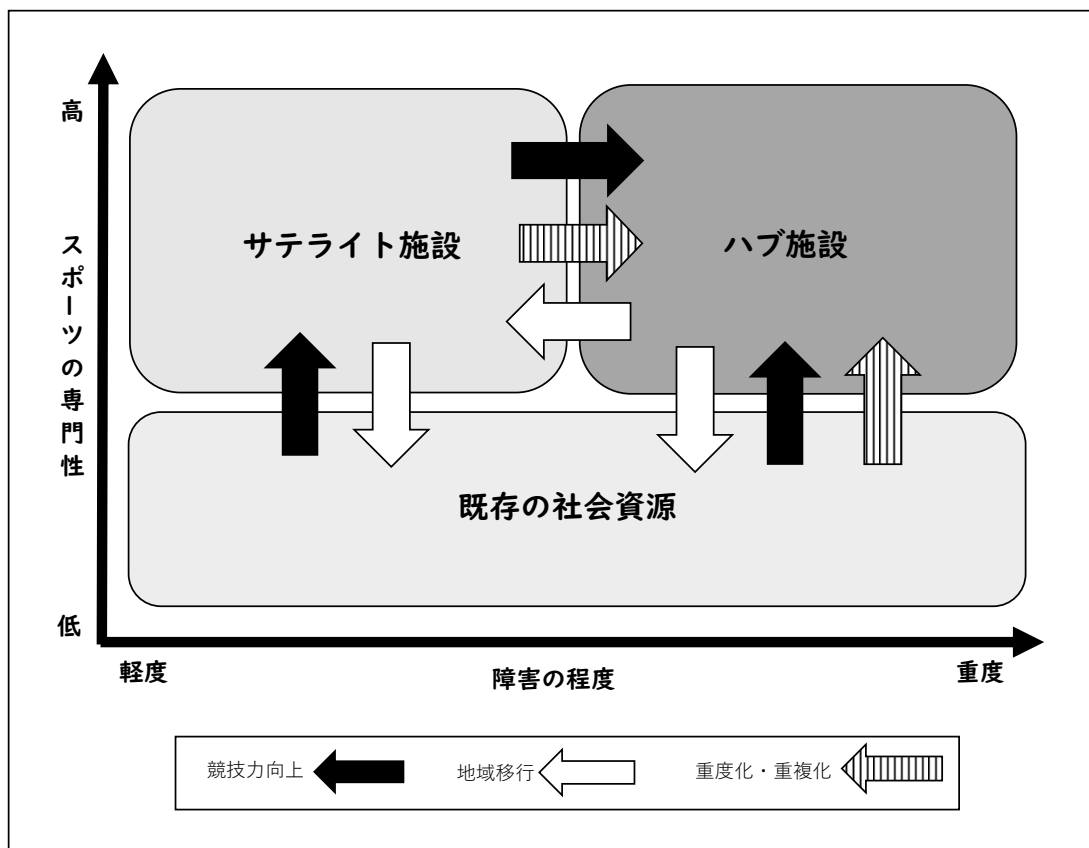 高
スポーツの専門性
サテライト施設
ハブ施設
既存の社会資源
低
軽度
障害の程度
重度
競技力向上
地域移行
重度化・重複化